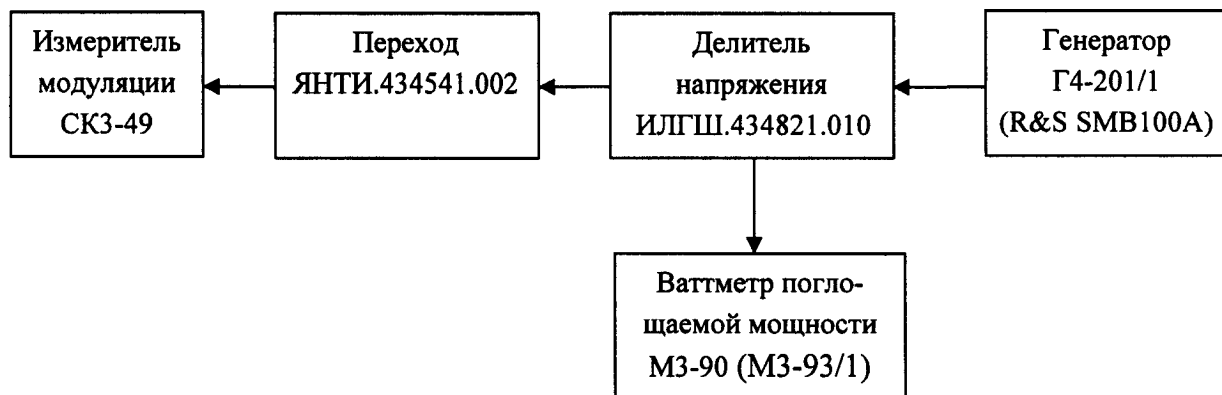 Измеритель
модуляции
СК3-49
Переход
ЯНТИ.434541.002
Делитель
напряжения
ИЛГШ.434821.010
Генератор
Г4-201/1
(R&S SMB100A)
Ваттметр погло-
щаемой мощности
М3-90 (М3-93/1)